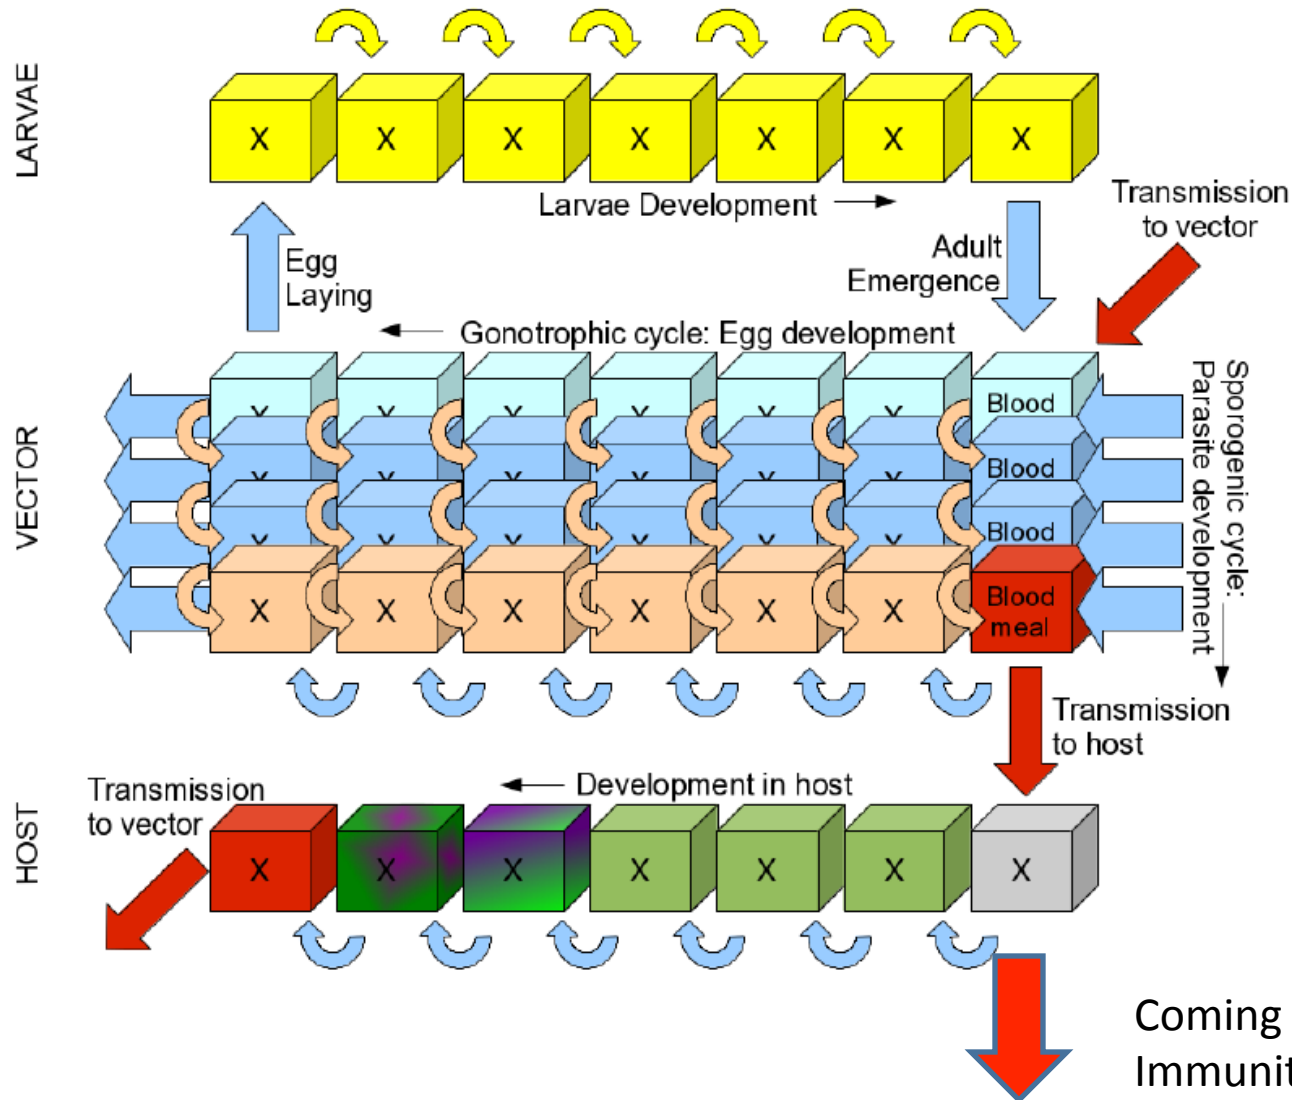 LARVAE
X X X X X X X
Larvae Development
Transmission
to vector
Egg
Laying
Adult
Emergence
Gonotrophic cycle: Egg development
VECTOR
Blood
Blood
Blood
X X X X X X Blood
meal
Sporogenic cycle:
Parasite development
Transmission
to host
HOST
Transmission
to vector
Development in host
X X X X X X X
Coming